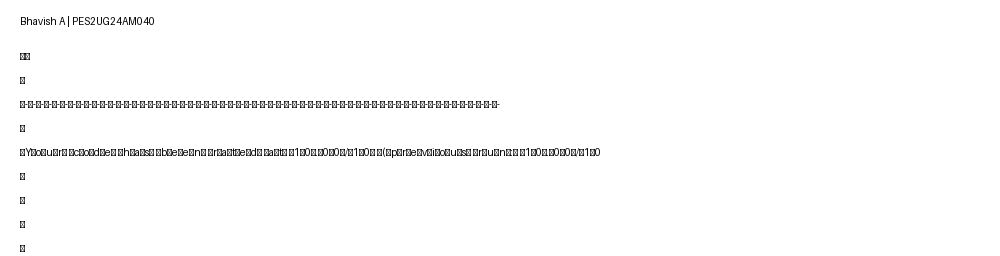 Bhavish A | PES2UG24AM040
--------------------------------------------------------------------
Your code has been rated at 10.00/10 (previous run: 10.00/10